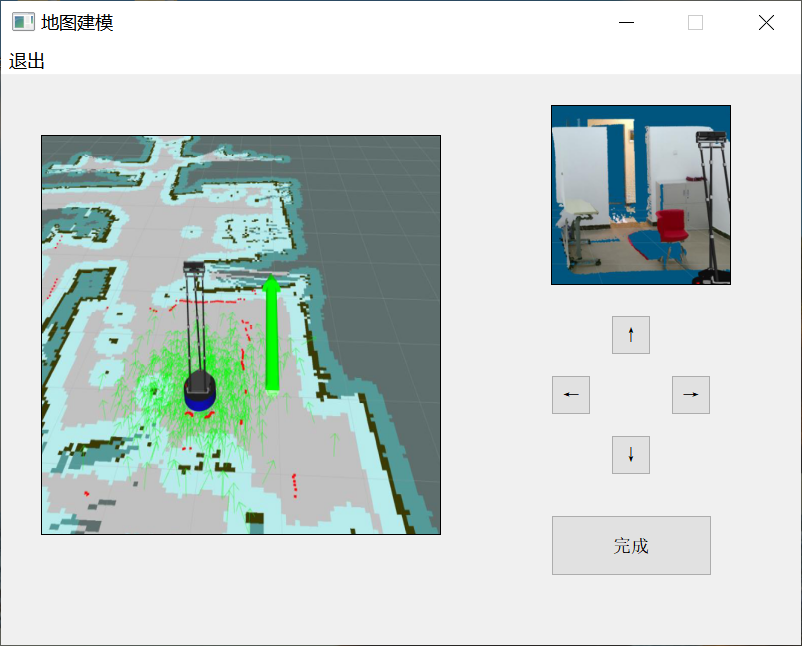 地图建模
退出
↑
← →
↓
完成